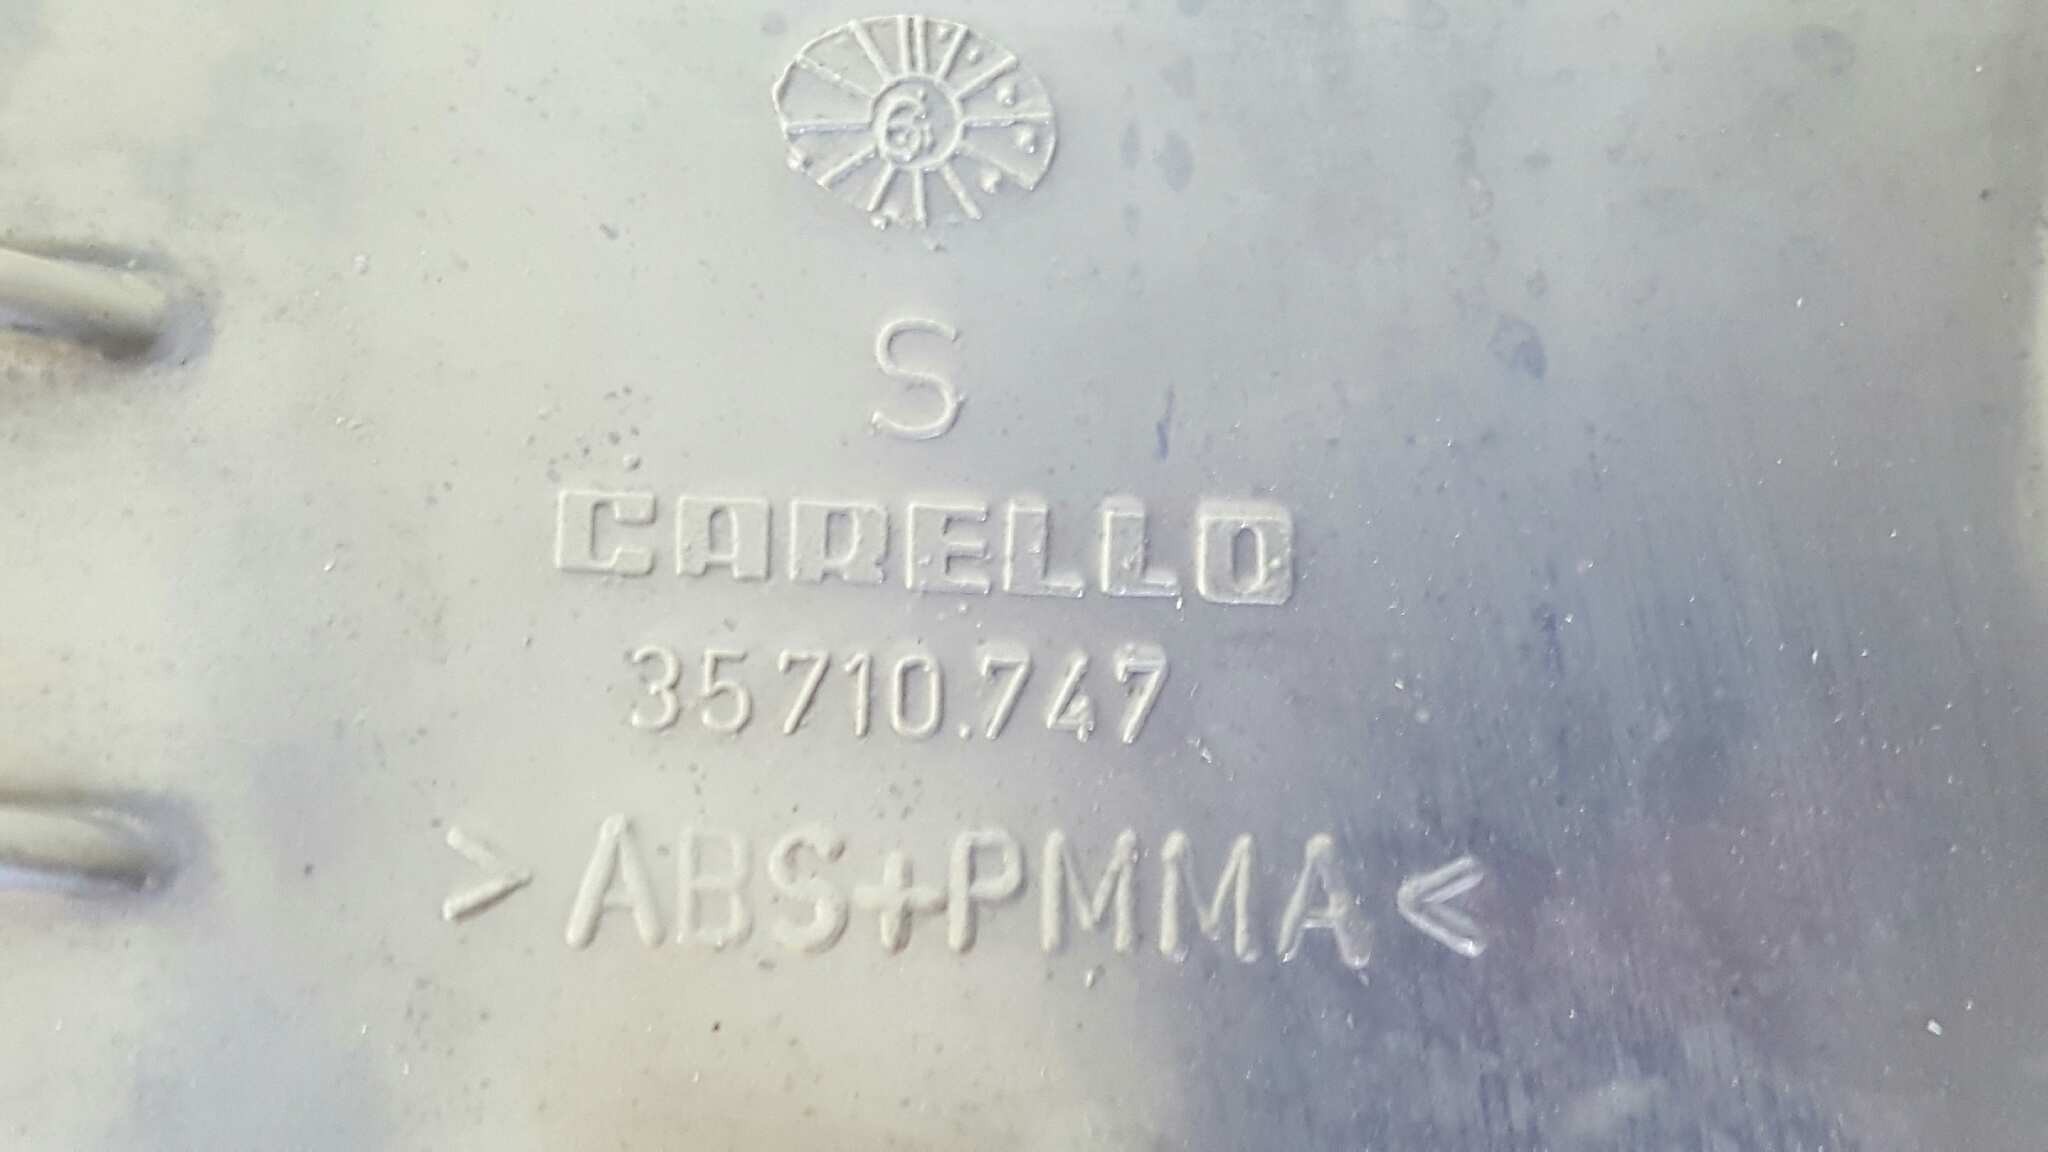 S
CARELLO
35710.747
>ABS+PMMA<